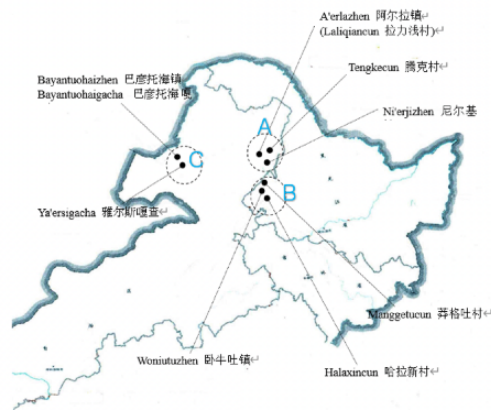 A'erlazhen 阿尔拉镇
(Laliqiancun 拉力浅村)
Tengkecun 腾克村
Bayantuohaizhen 巴彦托海镇
Bayantuohaigacha 巴彦托海嘎
Ni'erjizhen 尼尔基
A
C
B
Ya'ersigacha 雅尔斯嘎查
Manggetucun 莽格吐村
Woniutuzhen 卧牛吐镇
Halaxincun 哈拉新村